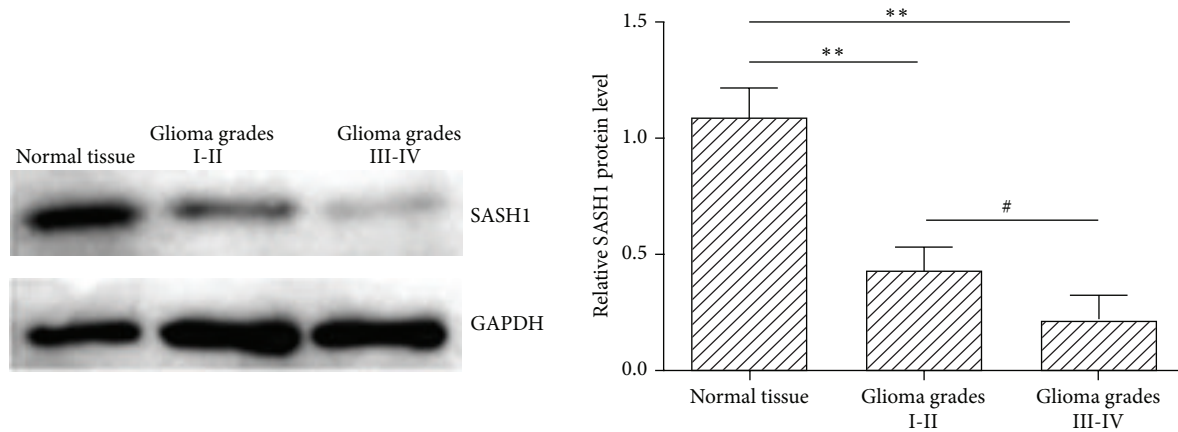 Normal tissue
Glioma grades
I-II
Glioma grades
III-IV
SASH1
GAPDH
Relative SASH1 protein level
1.5
1.0
0.5
0.0
**
**
#
Normal tissue
Glioma grades
I-II
Glioma grades
III-IV